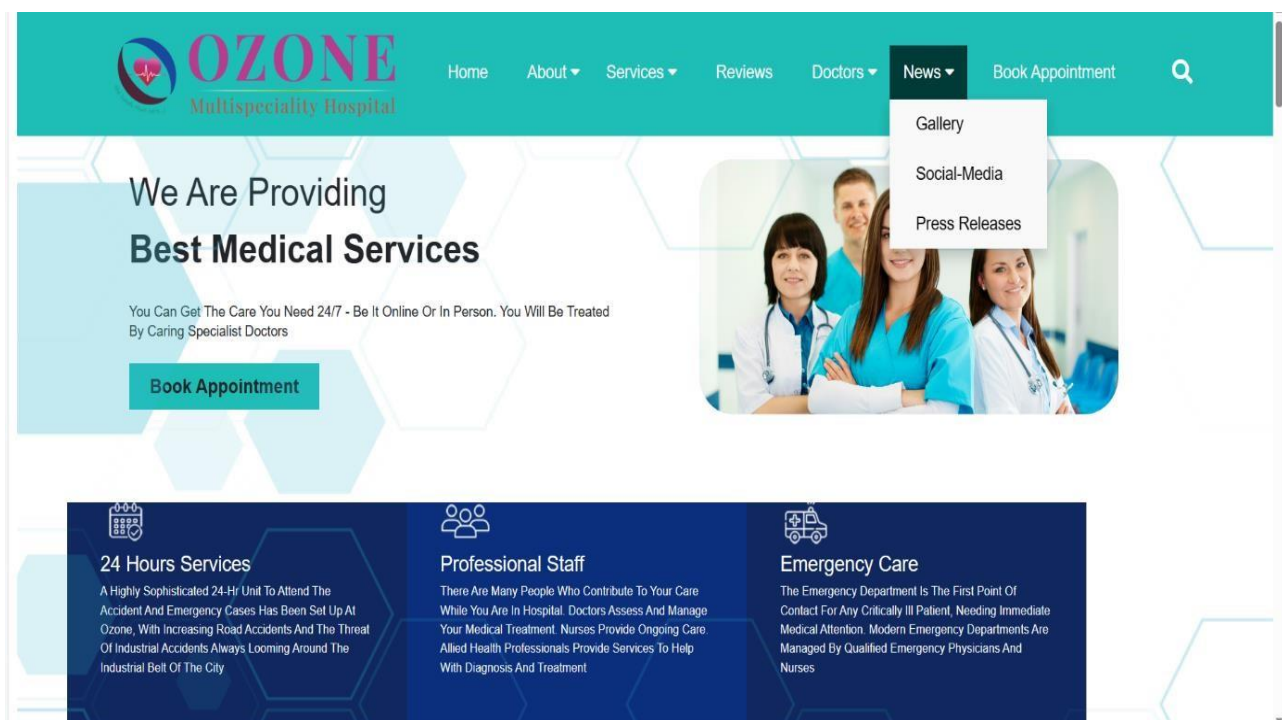 OZONE
Multispeciality Hospital
Home About Services Reviews Doctors News Book Appointment
Gallery
Social-Media
Press Releases
We Are Providing
Best Medical Services
You Can Get The Care You Need 24/7 - Be It Online Or In Person. You Will Be Treated
By Caring Specialist Doctors
Book Appointment
24 Hours Services
A Highly Sophisticated 24-Hr Unit To Attend The
Accident And Emergency Cases Has Been Set Up At
Ozone, With Increasing Road Accidents And The Threat
Of Industrial Accidents Always Looming Around The
Industrial Belt Of The City
Professional Staff
There Are Many People Who Contribute To Your Care
While You Are In Hospital. Doctors Assess And Manage
Your Medical Treatment. Nurses Provide Ongoing Care.
Allied Health Professionals Provide Services To Help
With Diagnosis And Treatment
Emergency Care
The Emergency Department Is The First Point Of
Contact For Any Critically Ill Patient, Needing Immediate
Medical Attention. Modern Emergency Departments Are
Managed By Qualified Emergency Physicians And
Nurses